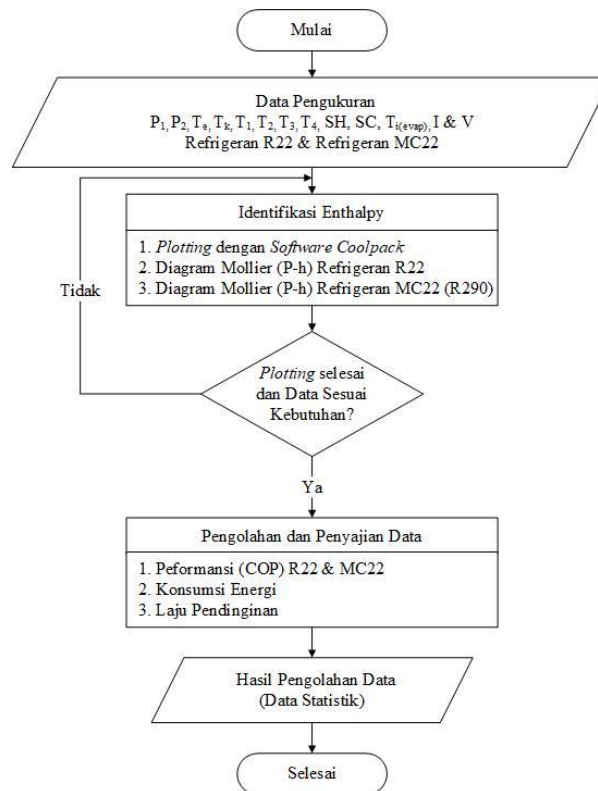 Mulai
Data Pengukuran
P₁, P₂, Tₑ, Tₖ, T₁, T₂, T₃, T₄, SH, SC, Tᵢ₍ₑᵥₐₚ₎, I & V
Refrigeran R22 & Refrigeran MC22
Identifikasi Enthalpy
1. Plotting dengan Software Coolpack
2. Diagram Mollier (P-h) Refrigeran R22
3. Diagram Mollier (P-h) Refrigeran MC22 (R290)
Tidak
Plotting selesai
dan Data Sesuai
Kebutuhan?
Ya
Pengolahan dan Penyajian Data
1. Peformansi (COP) R22 & MC22
2. Konsumsi Energi
3. Laju Pendinginan
Hasil Pengolahan Data
(Data Statistik)
Selesai